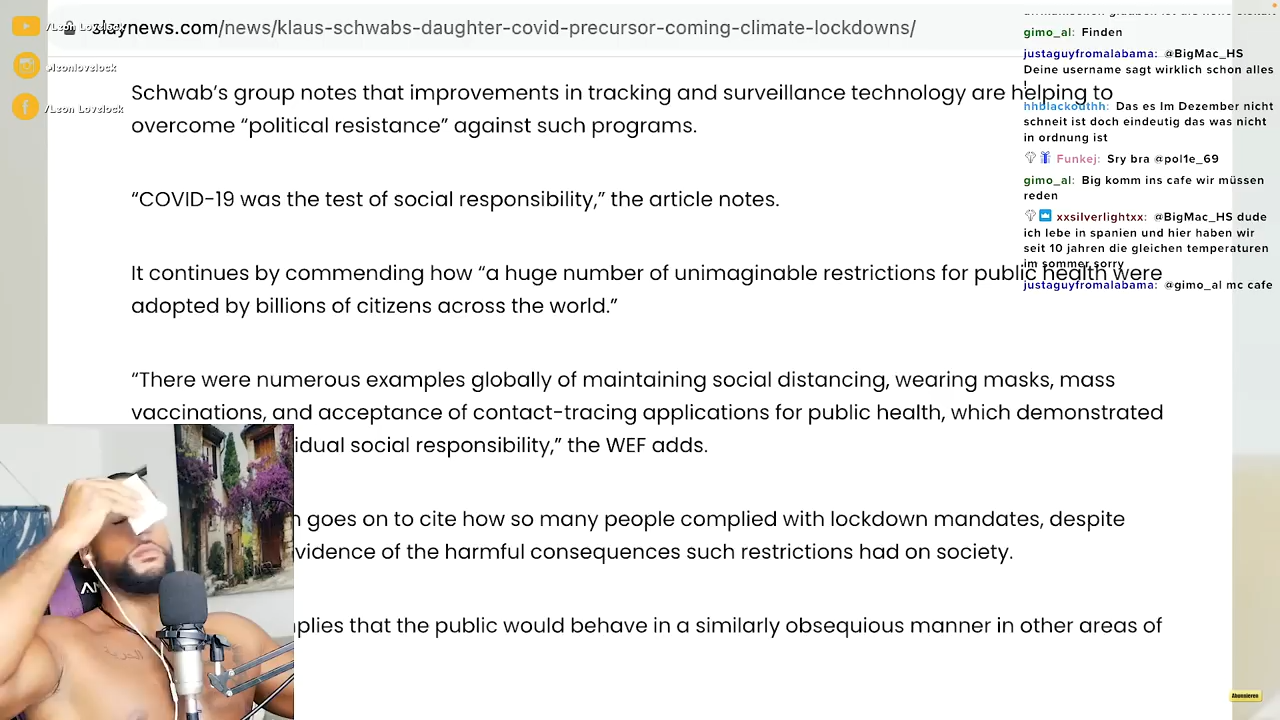 /Leon Lovelock
slaynews.com/news/klaus-schwabs-daughter-covid-precursor-coming-climate-lockdowns/
leonlovelock
/Leon Lovelock
Schwab’s group notes that improvements in tracking and surveillance technology are helping to
overcome “political resistance” against such programs.
“COVID-19 was the test of social responsibility,” the article notes.
It continues by commending how “a huge number of unimaginable restrictions for public health were
adopted by billions of citizens across the world.”
“There were numerous examples globally of maintaining social distancing, wearing masks, mass
vaccinations, and acceptance of contact-tracing applications for public health, which demonstrated
social responsibility,” the WEF adds.
goes on to cite how so many people complied with lockdown mandates, despite
of the harmful consequences such restrictions had on society.
that the public would behave in a similarly obsequious manner in other areas of
gimo_al: Finden
justaguyfromalabama: @BigMac_HS
Deine username sagt wirklich schon alles
!
hhblackouthh: Das es Im Dezember nicht
schneit ist doch eindeutig das was nicht
in ordnung ist
Funkej: Sry bra @pol1e_69
gimo_al: Big komm ins cafe wir müssen
reden
xxsilverlightxx: @BigMac_HS dude
ich lebe in spanien und hier haben wir
seit 10 jahren die gleichen temperaturen
im sommer sorry
justaguyfromalabama: @gimo_al mc cafe
Abonnieren